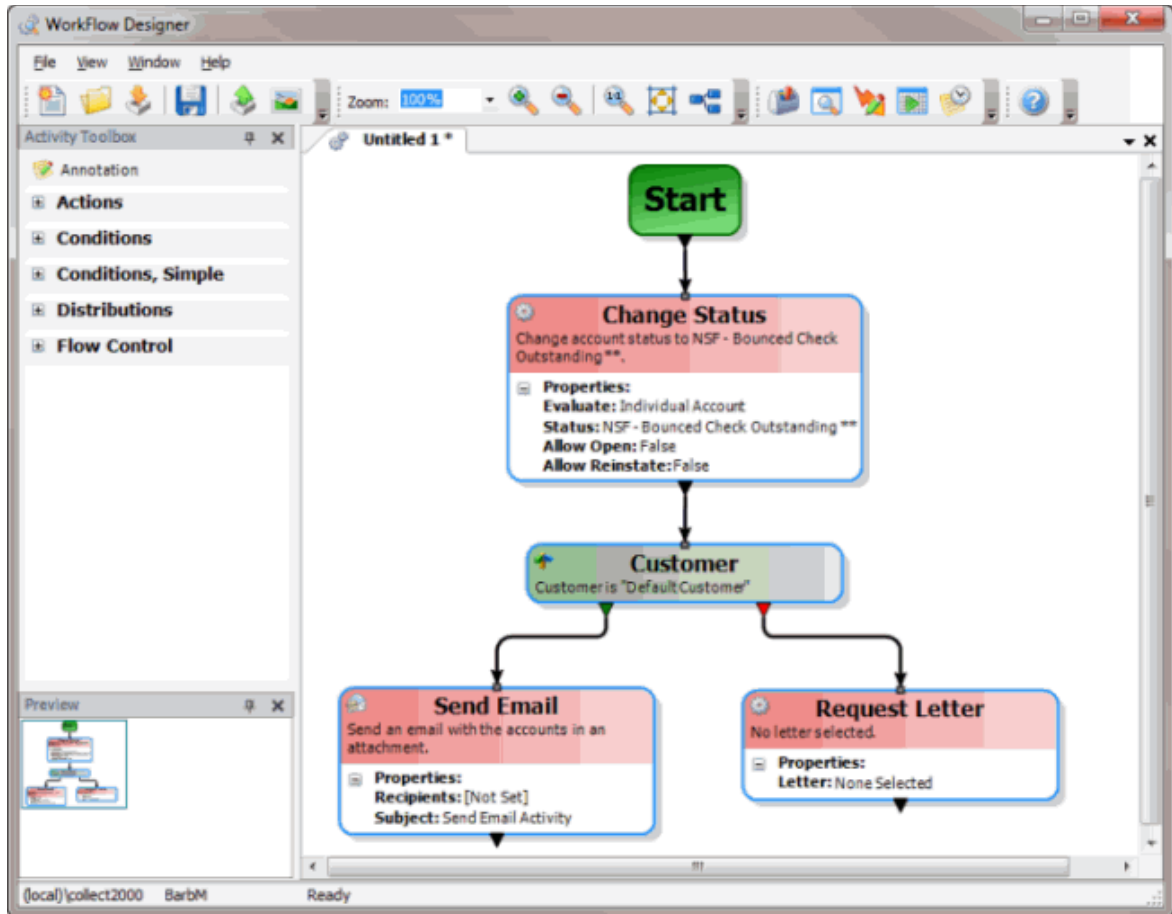 WorkFlow Designer
File View Window Help
Zoom: 100%
Activity Toolbox
Untitled 1 *
Annotation
Actions
Conditions
Conditions, Simple
Distributions
Flow Control
Start
Change Status
Change account status to NSF - Bounced Check
Outstanding **.
Properties:
Evaluate: Individual Account
Status: NSF - Bounced Check Outstanding **
Allow Open: False
Allow Reinstate: False
Customer
Customer is "Default Customer"
Send Email
Send an email with the accounts in an
attachment.
Properties:
Recipients: [Not Set]
Subject: Send Email Activity
Request Letter
No letter selected.
Properties:
Letter: None Selected
Preview
(local)\collect2000 BarbM Ready